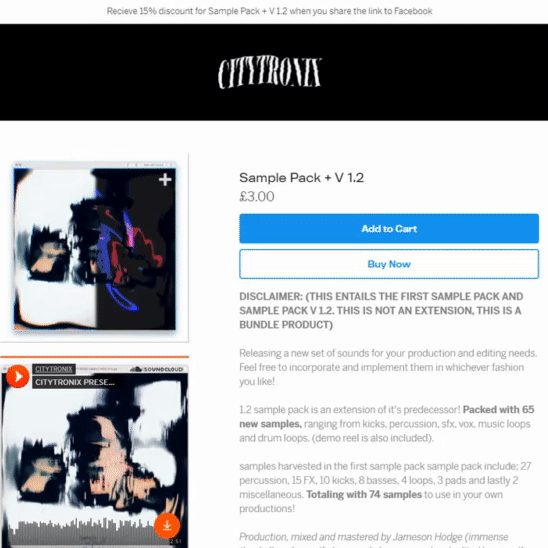 Recieve 15% discount for Sample Pack + V 1.2 when you share the link to Facebook
CITYTRONIX
Sample Pack + V 1.2
£3.00
Add to Cart
Buy Now
DISCLAIMER: (THIS ENTAILS THE FIRST SAMPLE PACK AND
SAMPLE PACK V 1.2. THIS IS NOT AN EXTENSION, THIS IS A
BUNDLE PRODUCT)
CITYTRONIX
SOUNDCLOUD
CITYTRONIX PRESE...
2:51
Releasing a new set of sounds for your production and editing needs.
Feel free to incorporate and implement them in whichever fashion
you like!
1.2 sample pack is an extension of it's predecessor! Packed with 65
new samples, ranging from kicks, percussion, sfx, vox, music loops
and drum loops. (demo reel is also included).
samples harvested in the first sample pack sample pack include; 27
percussion, 15 FX, 10 kicks, 8 basses, 4 loops, 3 pads and lastly 2
miscellaneous. Totaling with 74 samples to use in your own
productions!
Production, mixed and mastered by Jameson Hodge (immense